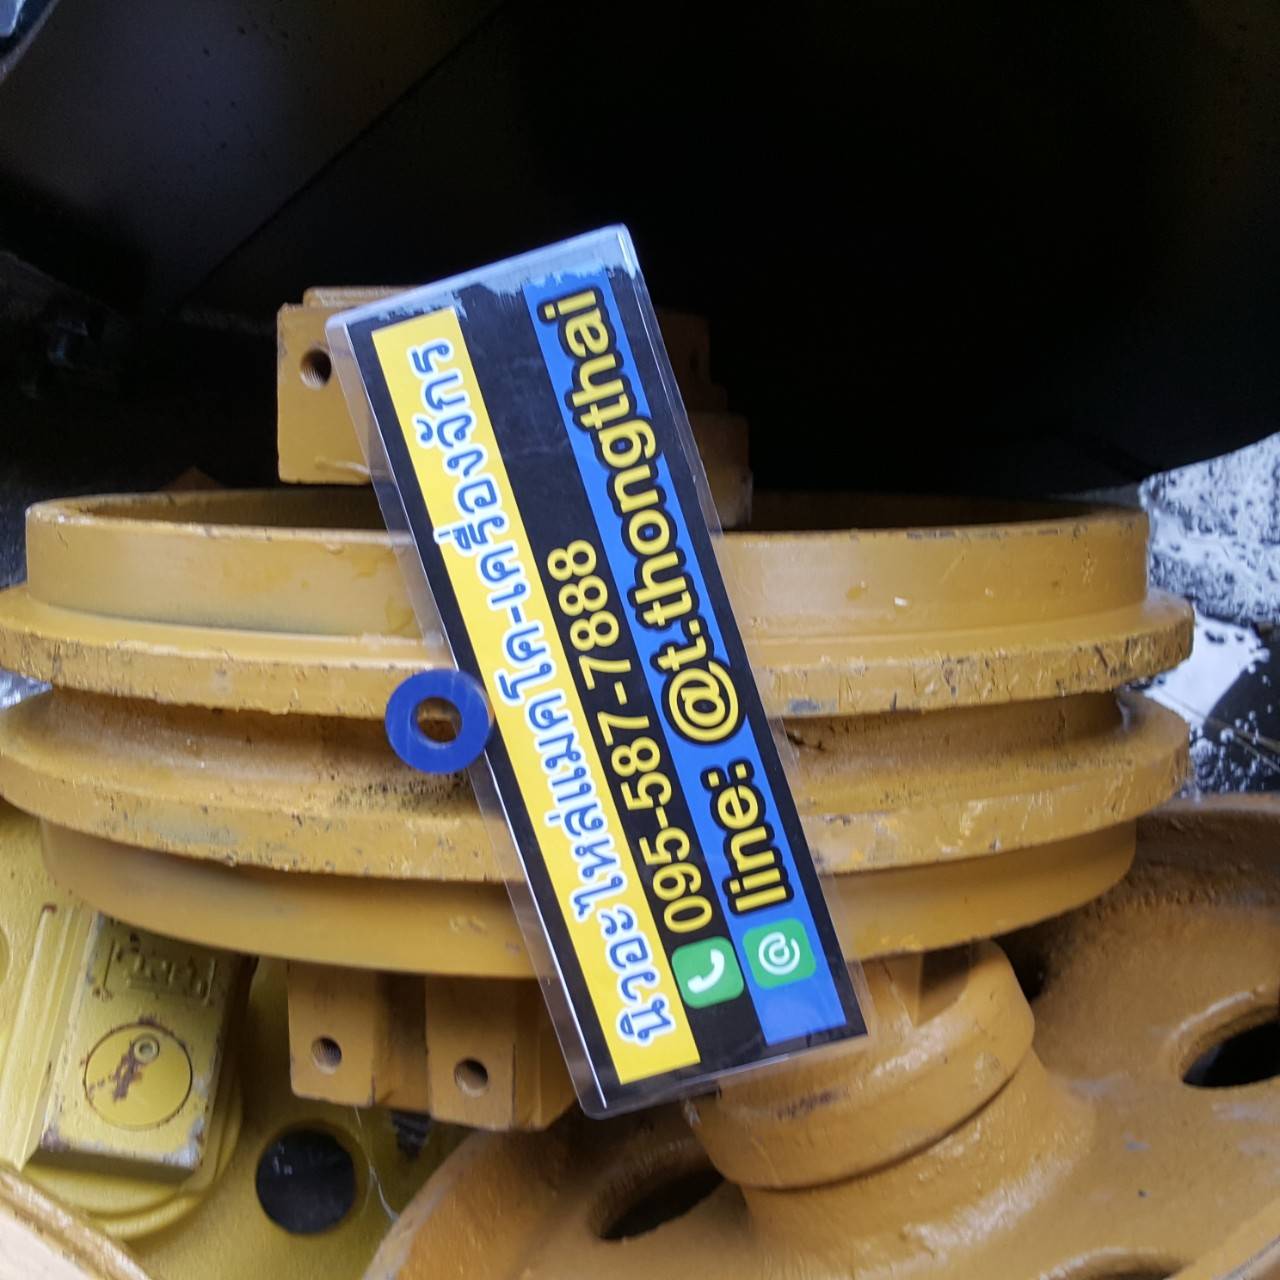 นิวอะไหล่แมคโค-เครื่องจักร
095-587-7888
line: @t.thongthai